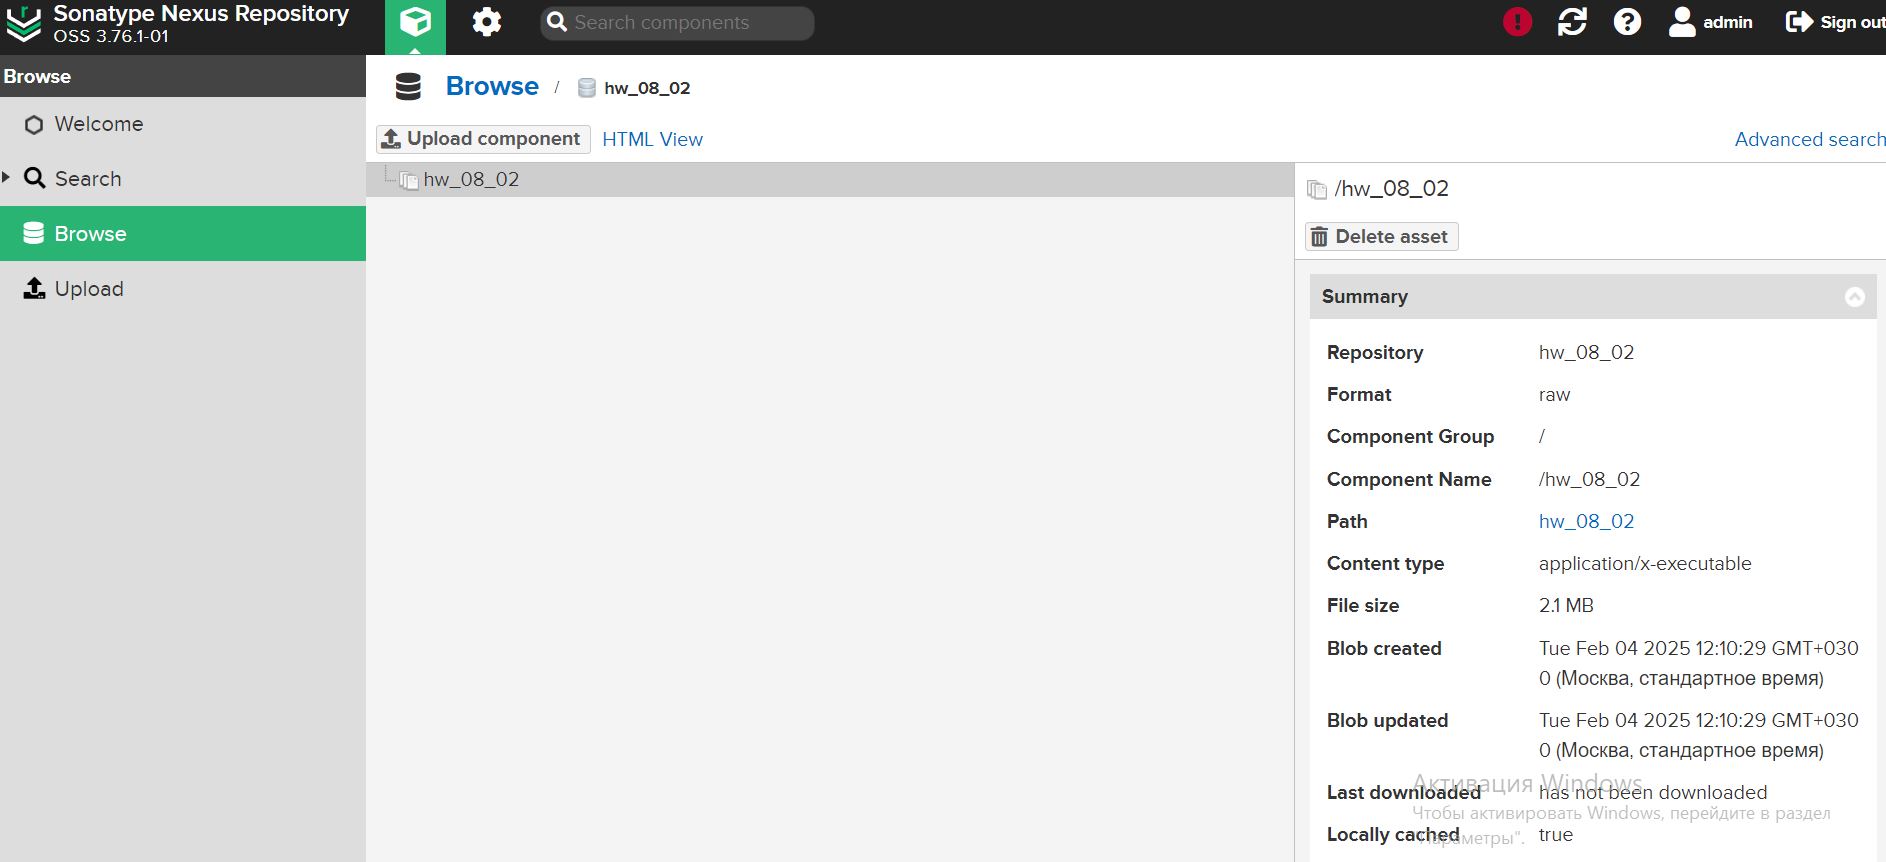 Sonatype Nexus Repository
OSS 3.76.1-01
Search components
admin
Sign out
Browse
Welcome
Search
Browse
Upload
Browse / hw_08_02
Upload component HTML View
Advanced search
hw_08_02
/hw_08_02
Delete asset
Summary
Repository hw_08_02
Format raw
Component Group /
Component Name /hw_08_02
Path hw_08_02
Content type application/x-executable
File size 2.1 MB
Blob created Tue Feb 04 2025 12:10:29 GMT+030
0 (Москва, стандартное время)
Blob updated Tue Feb 04 2025 12:10:29 GMT+030
0 (Москва, стандартное время)
Активация Windows
Last downloaded has not been downloaded
Чтобы активировать Windows, перейдите в раздел
"Параметры".
Locally cached true